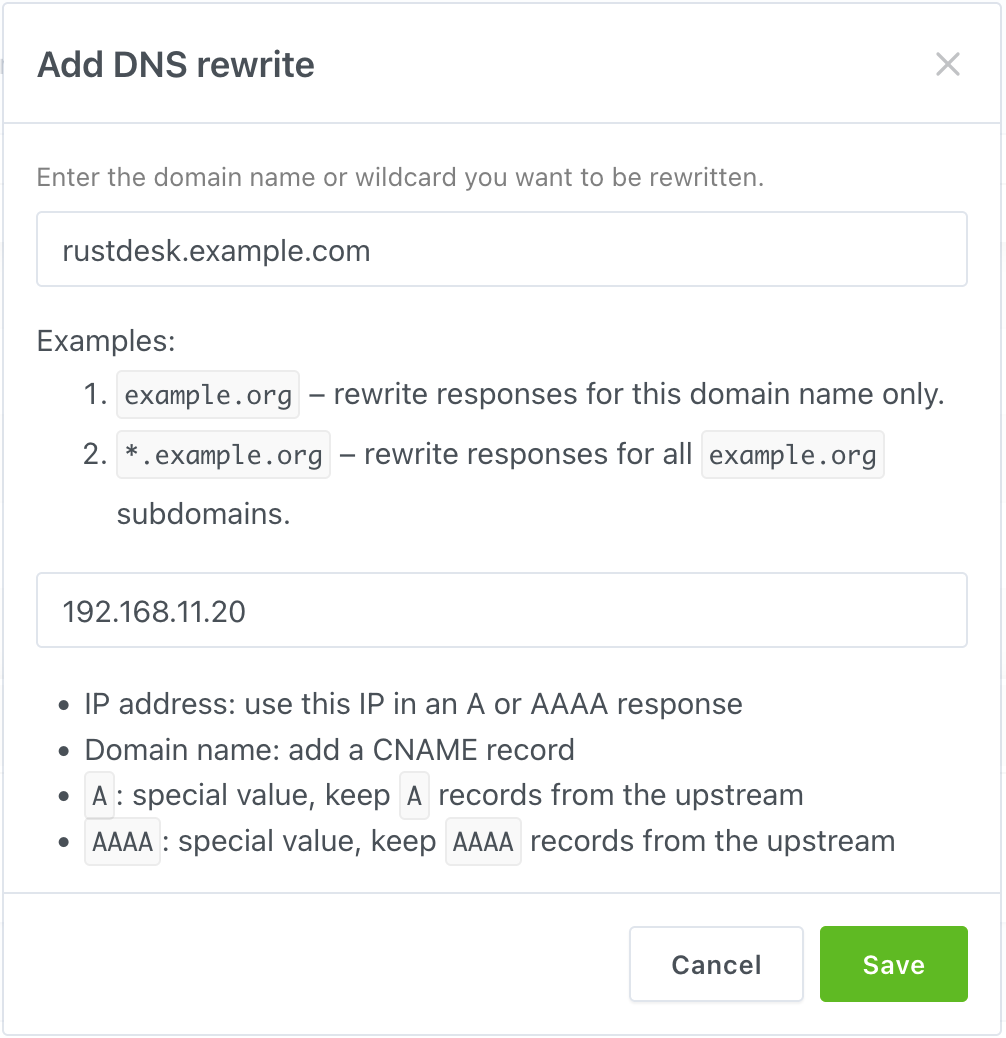 Add DNS rewrite
Enter the domain name or wildcard you want to be rewritten.
rustdesk.example.com
Examples:
1. example.org – rewrite responses for this domain name only.
2. *.example.org – rewrite responses for all example.org
subdomains.
192.168.11.20
• IP address: use this IP in an A or AAAA response
• Domain name: add a CNAME record
• A: special value, keep A records from the upstream
• AAAA: special value, keep AAAA records from the upstream
Cancel Save